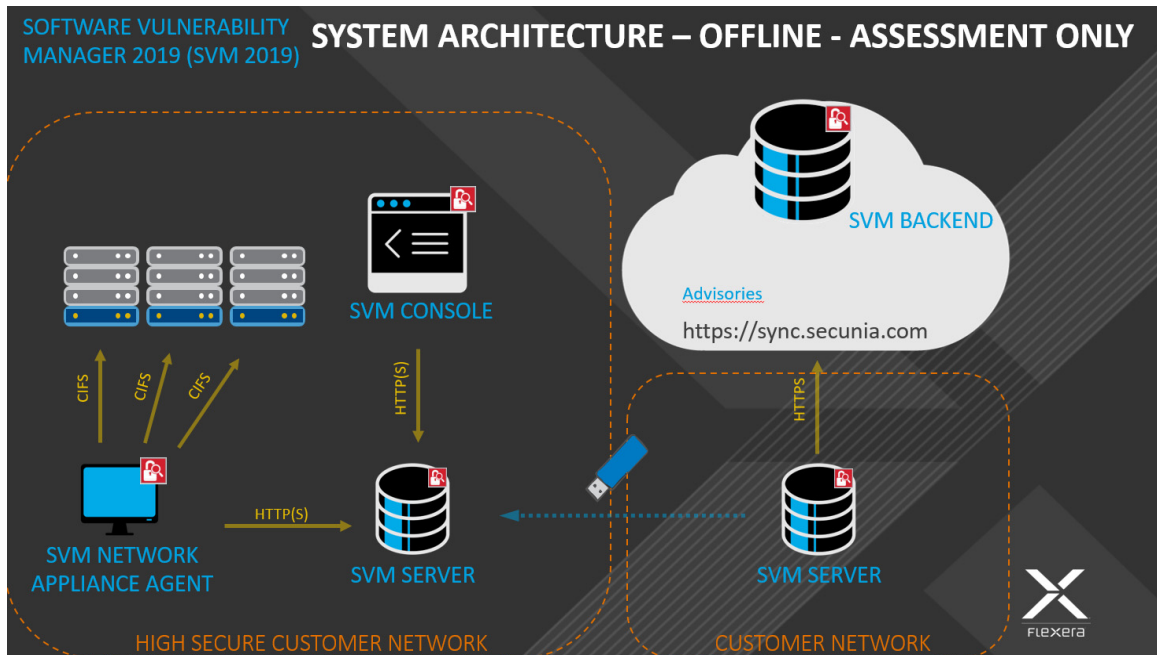 SOFTWARE VULNERABILITY
MANAGER 2019 (SVM 2019)
SYSTEM ARCHITECTURE – OFFLINE - ASSESSMENT ONLY
SVM BACKEND
Advisories
https://sync.secunia.com
SVM CONSOLE
CIFS
CIFS
CIFS
HTTP(S)
HTTPS
HTTP(S)
SVM NETWORK
APPLIANCE AGENT
SVM SERVER
SVM SERVER
HIGH SECURE CUSTOMER NETWORK
CUSTOMER NETWORK
FLEXera